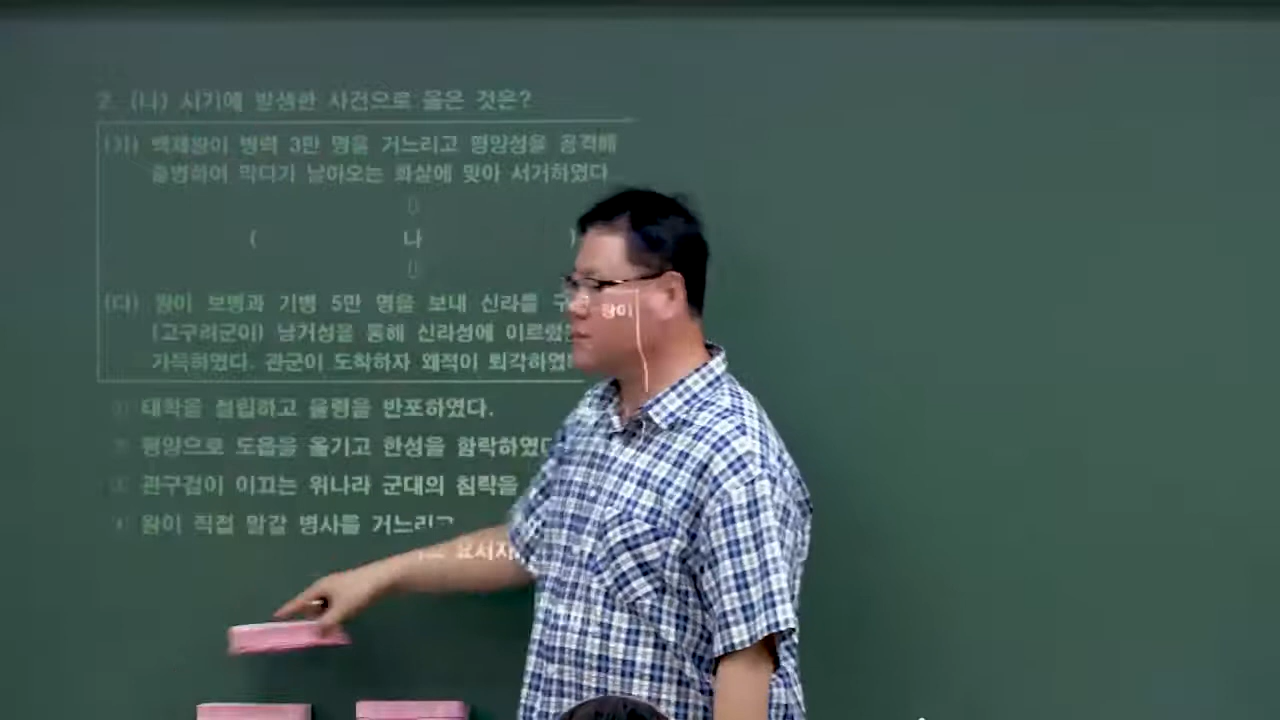 2. (나) 시기에 발생한 사건으로 옳은 것은?
(가) 백제왕이 병력 3만 명을 거느리고 평양성을 공격해
출병하여 막다가 날아오는 화살에 맞아 서거하였다
( 나 )
(다) 왕이 보병과 기병 5만 명을 보내 신라를 구 왕이
(고구려군이) 남거성을 통해 신라성에 이르렀
가득하였다. 관군이 도착하자 왜적이 퇴각하였
① 태학을 설립하고 율령을 반포하였다.
② 평양으로 도읍을 옮기고 한성을 함락하였다
③ 관구검이 이끄는 위나라 군대의 침략을
④ 왕이 직접 말갈 병사를 거느리고 요서지